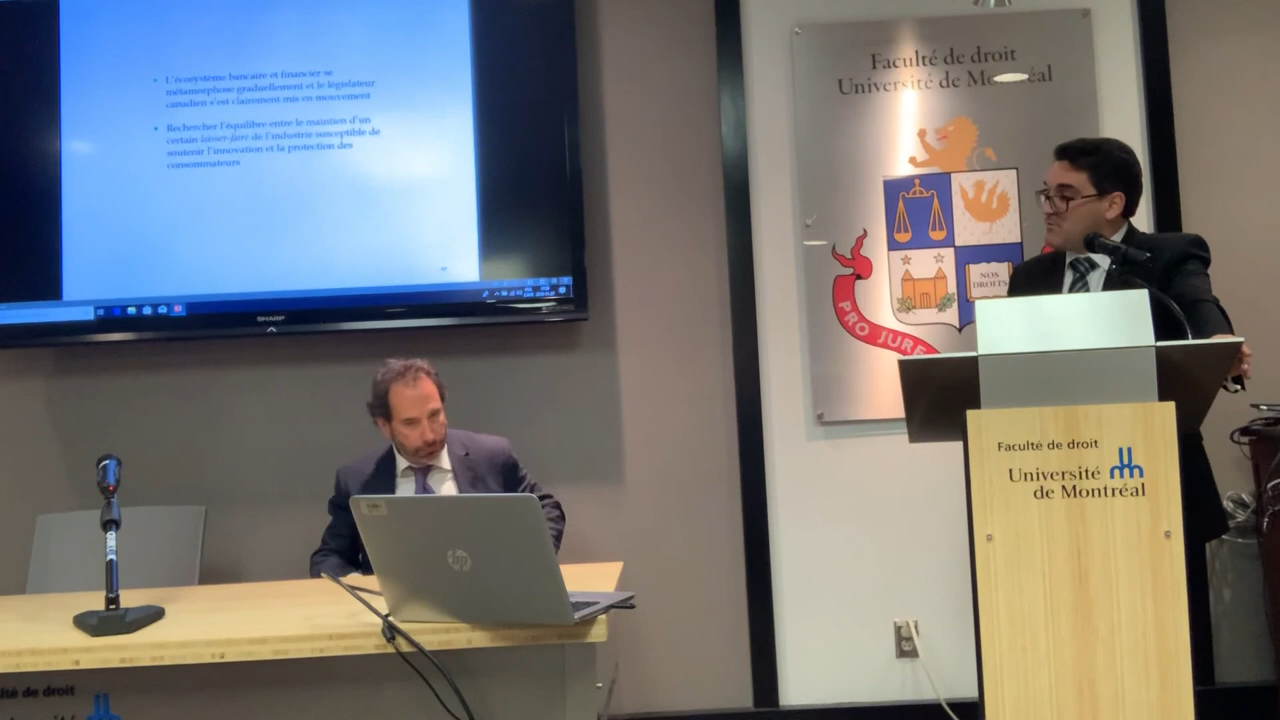 L'écosystème bancaire et financier se
métamorphose graduellement et le législateur
canadien s'est clairement mis en mouvement
Rechercher l'équilibre entre le maintien d'un
certain laisser-faire de l'industrie susceptible de
soutenir l'innovation et la protection des
consommateurs
SHARP
Faculté de droit
Université de Montréal
NOS
DROITS
PRO JURE
hp
Faculté de droit
Université
de Montréal
de droit